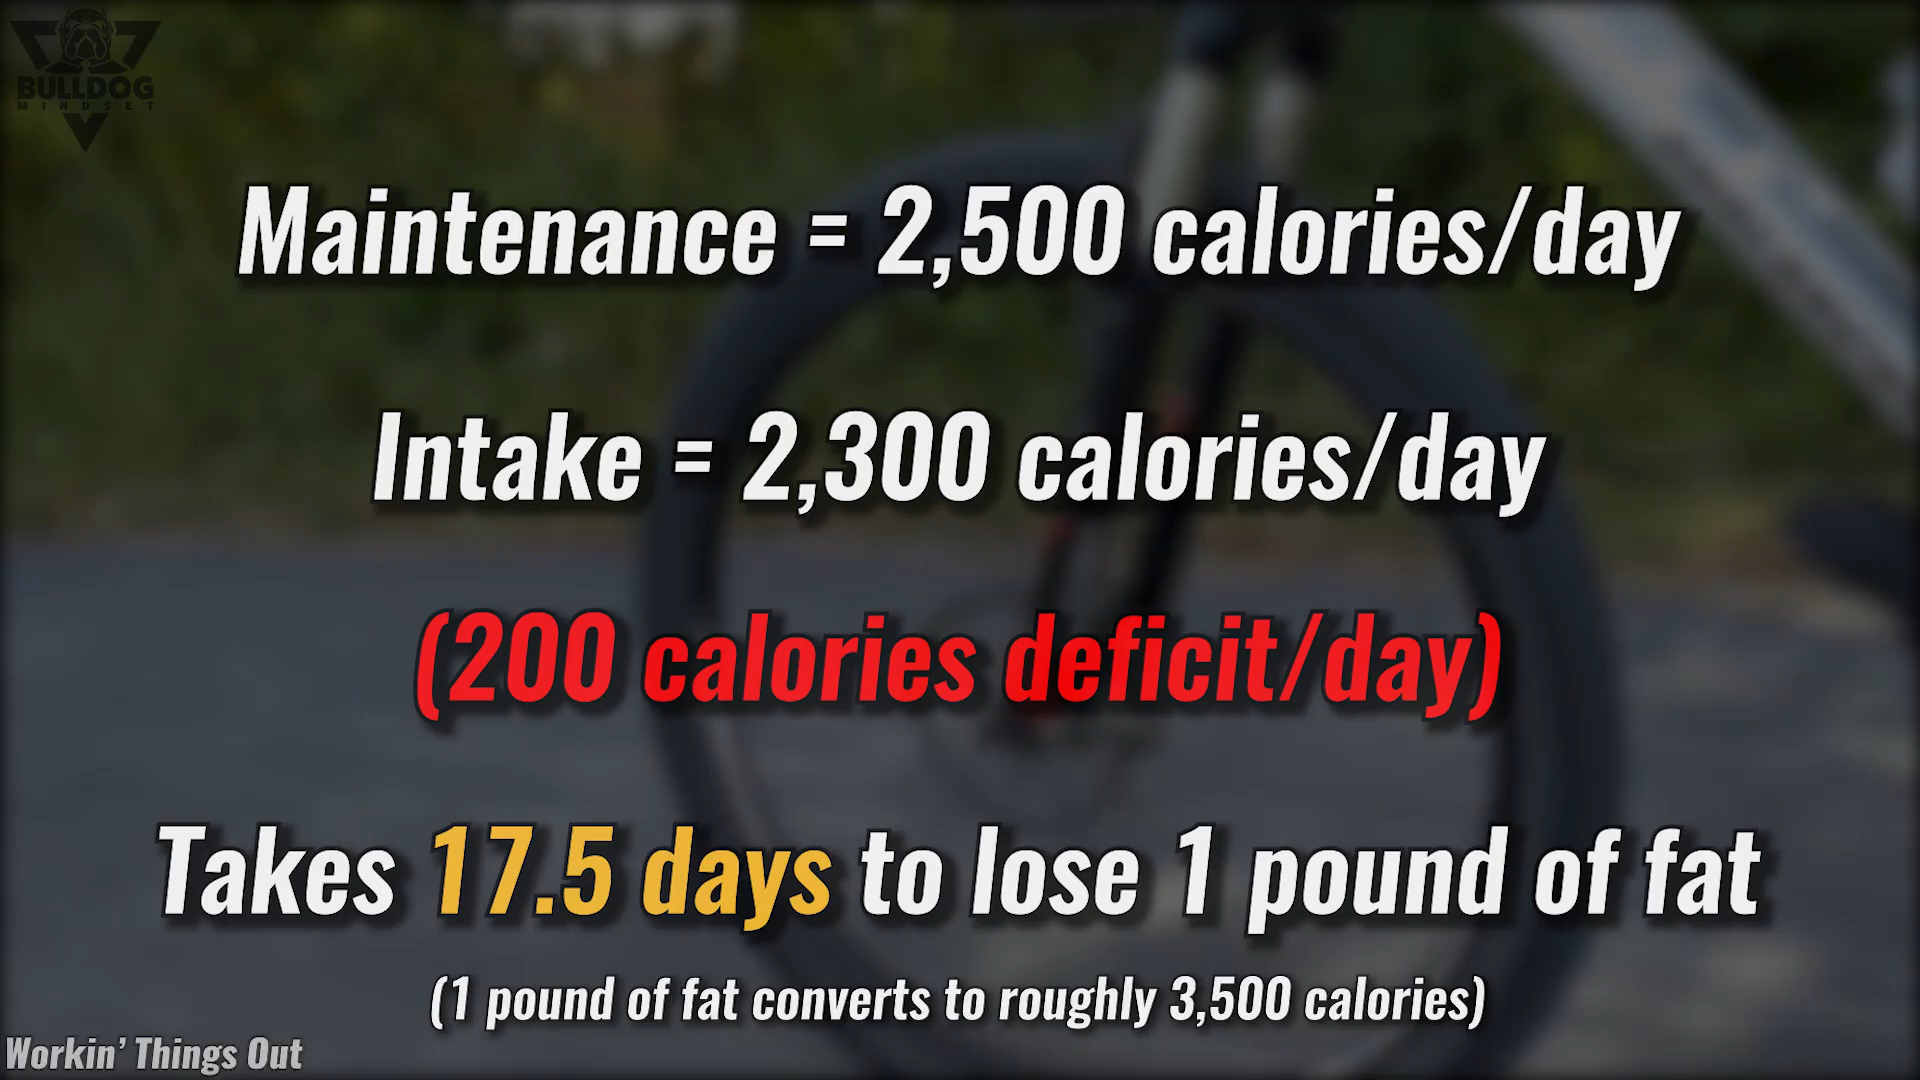 BULLDOG
MINDSET
Maintenance = 2,500 calories/day
Intake = 2,300 calories/day
(200 calories deficit/day)
Takes 17.5 days to lose 1 pound of fat
(1 pound of fat converts to roughly 3,500 calories)
Workin' Things Out